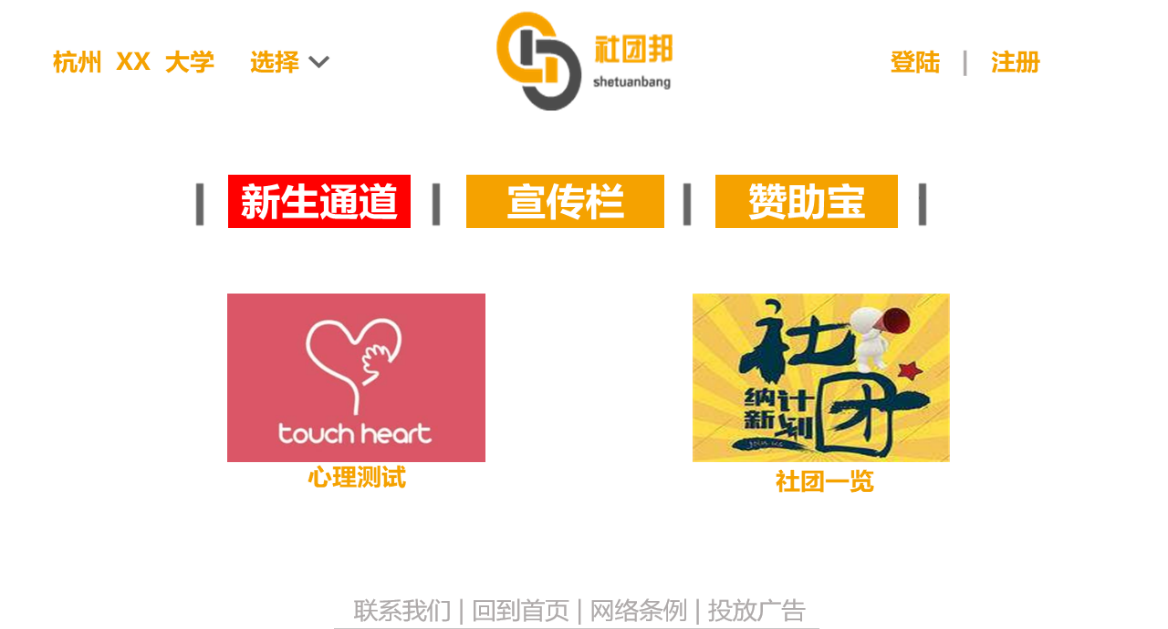 杭州 XX 大学 选择
社团邦
shetuanbang
登陆 | 注册
新生通道
宣传栏
赞助宝
touch heart
心理测试
社团
纳新计划
join us
社团一览
联系我们 | 回到首页 | 网络条例 | 投放广告